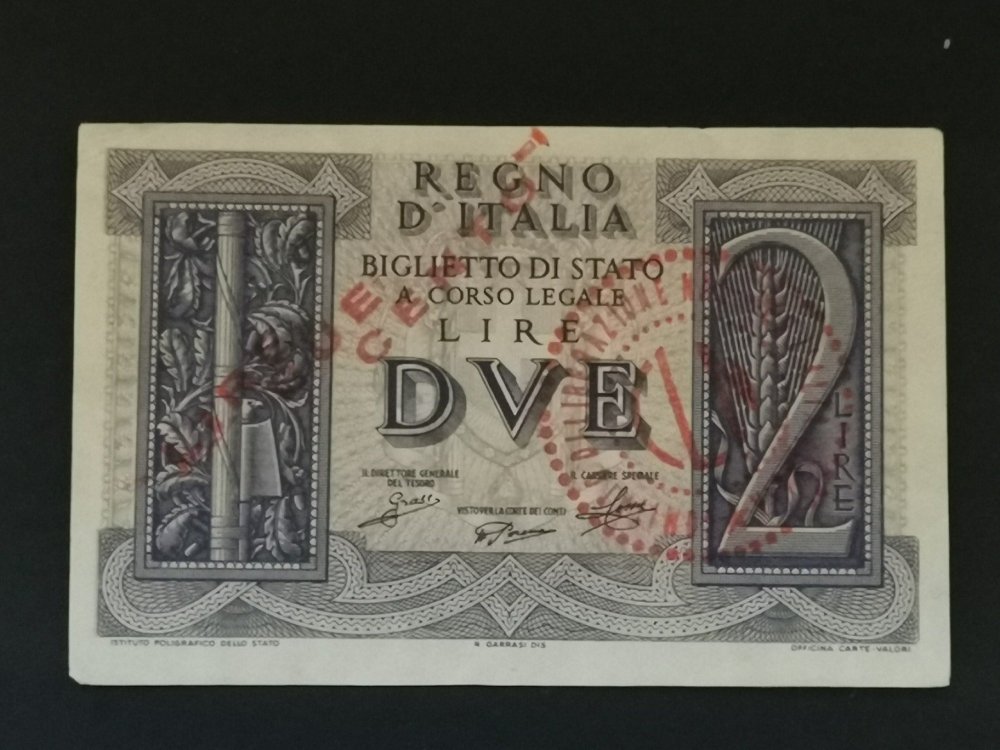 REGNO
D'ITALIA
BIGLIETTO DI STATO
A CORSO LEGALE
LIRE
DVE
2
LIRE
IL DIRETTORE GENERALE
DEL TESORO
IL CASSIERE SPECIALE
Grassi
VISTO PER LA CORTE DEI CONTI
ISTITUTO POLIGRAFICO DELLO STATO
R GARRASI DIS
OFFICINA CARTE-VALORI